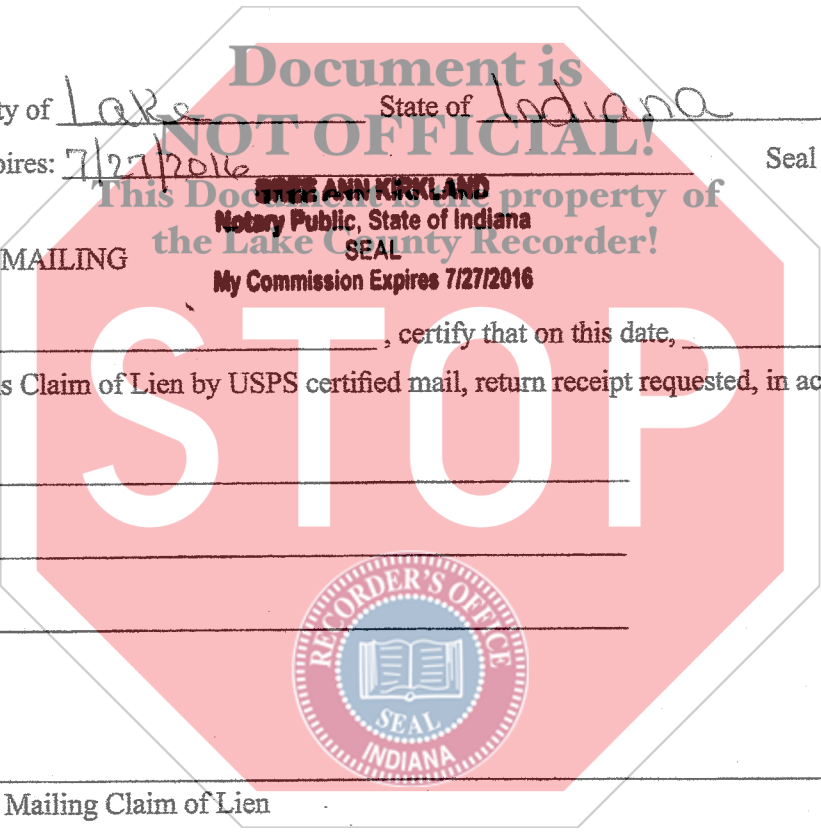 Document is
ty of Lake State of Indiana
NOT OFFICIAL!
pires: 7/27/2016 Seal
ANN KIRKLAND
This Document is the property of
Notary Public, State of Indiana
the Lake County Recorder!
MAILING
SEAL
My Commission Expires 7/27/2016
, certify that on this date,
s Claim of Lien by USPS certified mail, return receipt requested, in ac
STOP
RECORDER'S OFFICE
SEAL
INDIANA
Mailing Claim of Lien